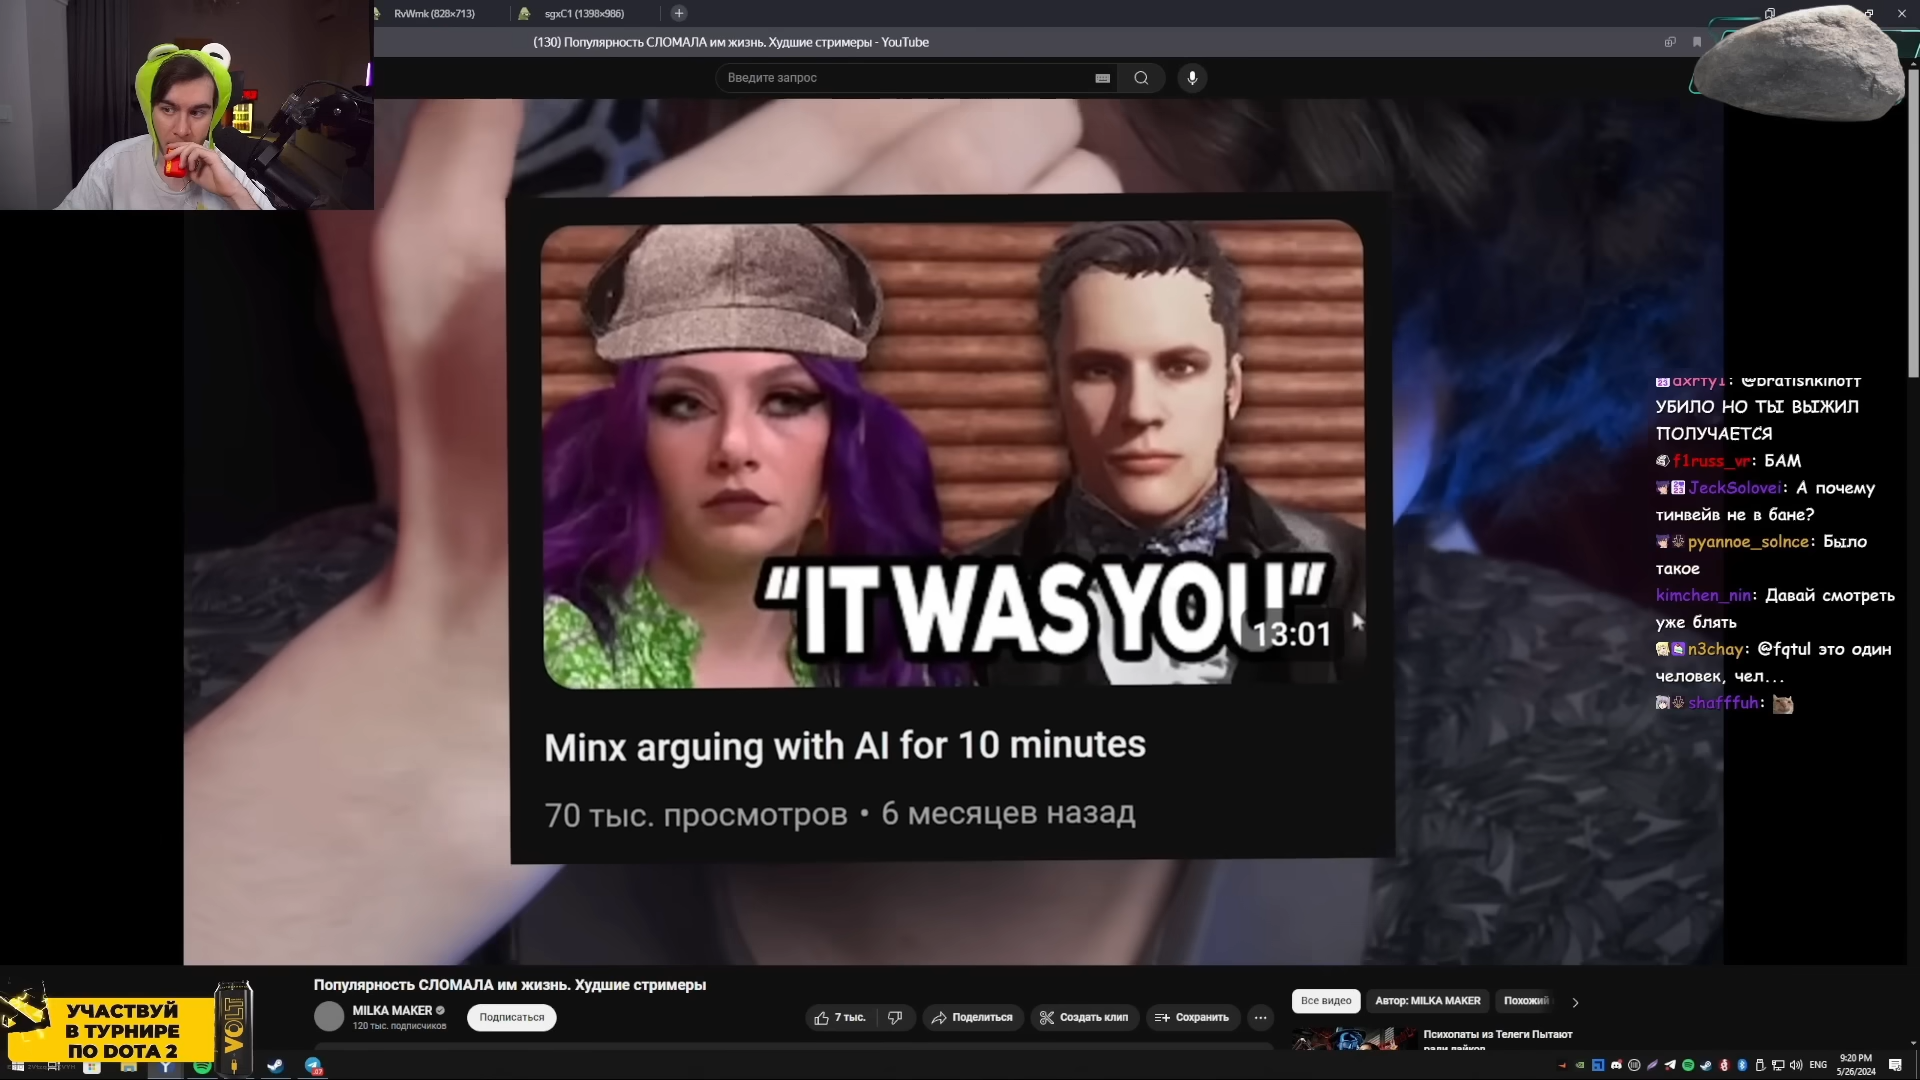 RvWmk (828×713)
sgxC1 (1398×986)
(130) Популярность СЛОМАЛА им жизнь. Худшие стримеры - YouTube
Введите запрос
"IT WAS YOU"
13:01
Minx arguing with AI for 10 minutes
70 тыс. просмотров • 6 месяцев назад
axrty1: @bratishkinoff
УБИЛО НО ТЫ ВЫЖИЛ
ПОЛУЧАЕТСЯ
f1russ_vr: БАМ
JeckSolovei: А почему
тинвейв не в бане?
pyannoe_solnce: Было
такое
kimchen_nin: Давай смотреть
уже блять
n3chay: @fqtul это один
человек, чел...
shafffuh:
Популярность СЛОМАЛА им жизнь. Худшие стримеры
MILKA MAKER
120 тыс. подписчиков
Подписаться
7 тыс.
Поделиться
Создать клип
Сохранить
Все видео
Автор: MILKA MAKER
Похожий
Психопаты из Телеги Пытают
ради лайков
УЧАСТВУЙ
В ТУРНИРЕ
ПО DOTA 2
VOLT
ENG
9:20 PM
5/26/2024